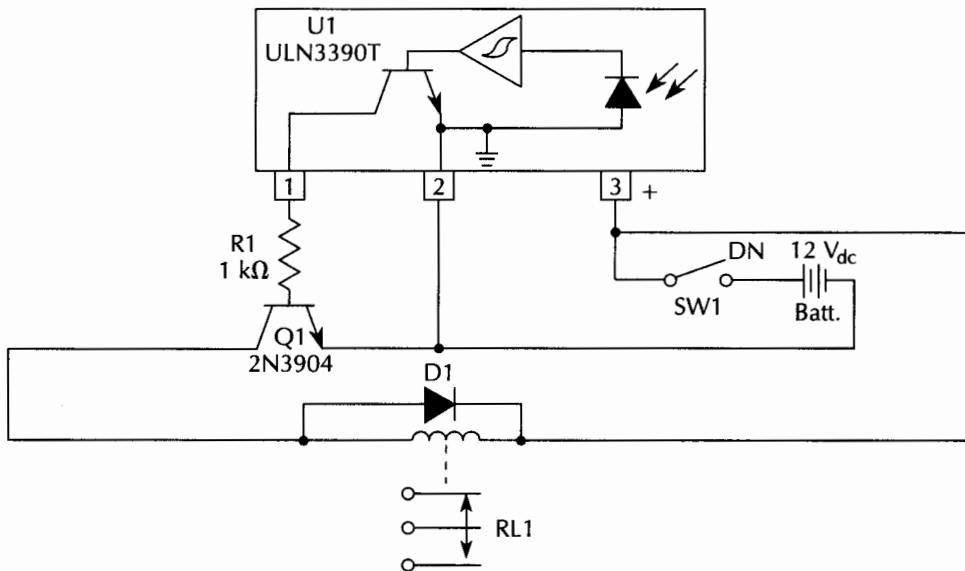 U1
ULN3390T
1
2
3 +
R1
1 kΩ
DN
12 Vdc
SW1
Batt.
Q1
2N3904
D1
RL1